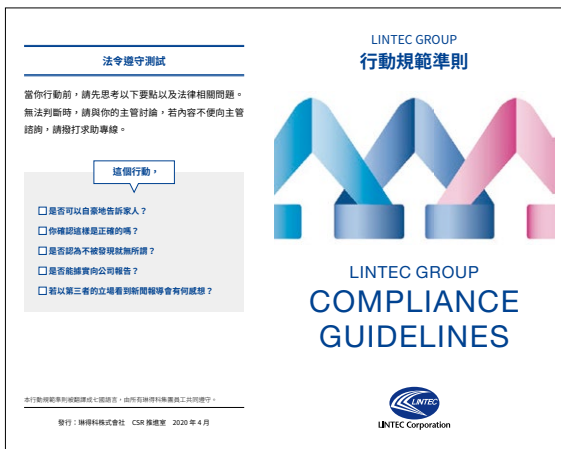 法令遵守測試
當你行動前，請先思考以下要點以及法律相關問題。
無法判斷時，請與你的主管討論，若內容不便向主管
諮詢，請撥打求助專線。
這個行動，
□是否可以自豪地告訴家人？
□你確認這樣是正確的嗎？
□是否認為不被發現就無所謂？
□是否能據實向公司報告？
□若以第三者的立場看到新聞報導會有何感想？
本行動規範準則被翻譯成七國語言，由所有琳得科集團員工共同遵守。
發行：琳得科株式会社　CSR 推進室　2020 年 4 月
LINTEC GROUP
行動規範準則
LINTEC GROUP
COMPLIANCE
GUIDELINES
LINTEC
LINTEC Corporation